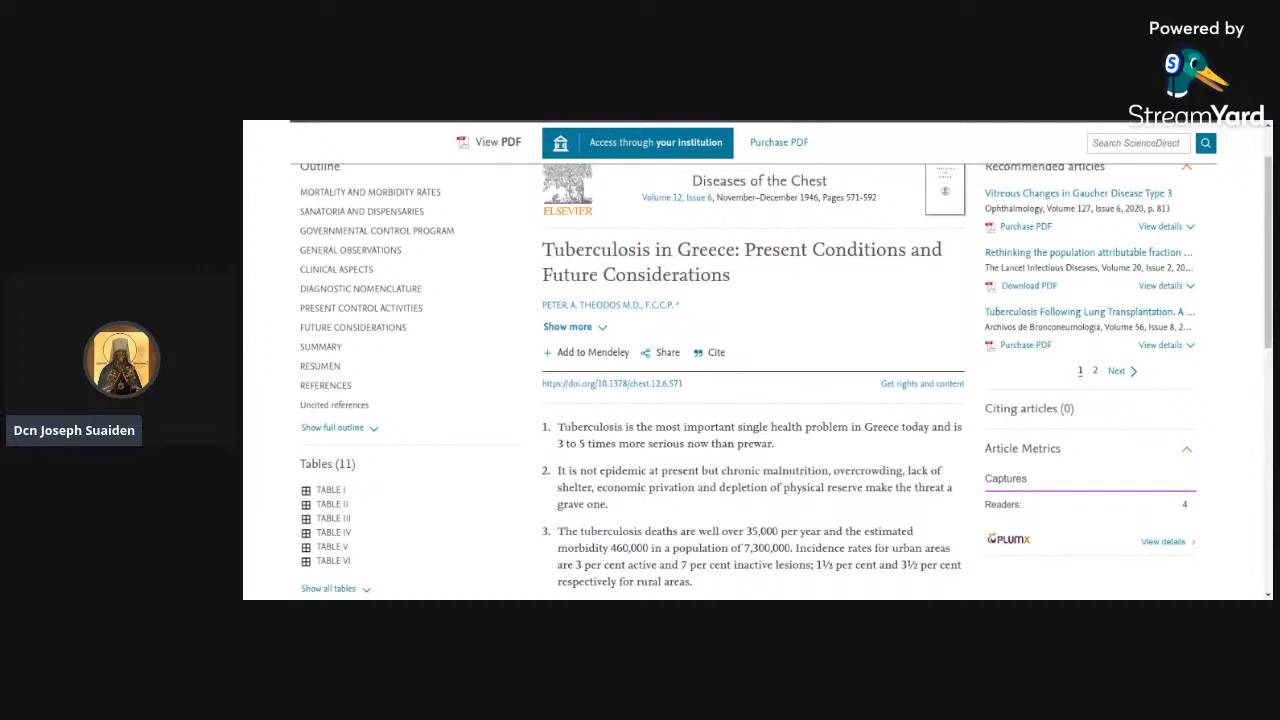 Powered by
S
StreamYard
View PDF
Access through your institution
Purchase PDF
Search ScienceDirect
Outline
MORTALITY AND MORBIDITY RATES
SANATORIA AND DISPENSARIES
GOVERNMENTAL CONTROL PROGRAM
GENERAL OBSERVATIONS
CLINICAL ASPECTS
DIAGNOSTIC NOMENCLATURE
PRESENT CONTROL ACTIVITIES
FUTURE CONSIDERATIONS
SUMMARY
RESUMEN
REFERENCES
Uncited references
Show full outline
Tables (11)
TABLE I
TABLE II
TABLE III
TABLE IV
TABLE V
TABLE VI
Show all tables
ELSEVIER
Diseases of the Chest
Volume 12, Issue 6, November–December 1946, Pages 571-592
Tuberculosis in Greece: Present Conditions and
Future Considerations
PETER, A. THEODOS M.D., F.C.C.P. ª
Show more
+ Add to Mendeley Share Cite
https://doi.org/10.1378/chest.12.6.571
Get rights and content
1. Tuberculosis is the most important single health problem in Greece today and is
3 to 5 times more serious now than prewar.
2. It is not epidemic at present but chronic malnutrition, overcrowding, lack of
shelter, economic privation and depletion of physical reserve make the threat a
grave one.
3. The tuberculosis deaths are well over 35,000 per year and the estimated
morbidity 460,000 in a population of 7,300,000. Incidence rates for urban areas
are 3 per cent active and 7 per cent inactive lesions; 1½ per cent and 3½ per cent
respectively for rural areas.
Recommended articles
Vitreous Changes in Gaucher Disease Type 3
Ophthalmology, Volume 127, Issue 6, 2020, p. 813
Purchase PDF View details
Rethinking the population attributable fraction ...
The Lancet Infectious Diseases, Volume 20, Issue 2, 20...
Download PDF View details
Tuberculosis Following Lung Transplantation. A ...
Archivos de Bronconeumología, Volume 56, Issue 8, 2...
Purchase PDF View details
1 2 Next
Citing articles (0)
Article Metrics
Captures
Readers: 4
PLUMX View details
Dcn Joseph Suaiden